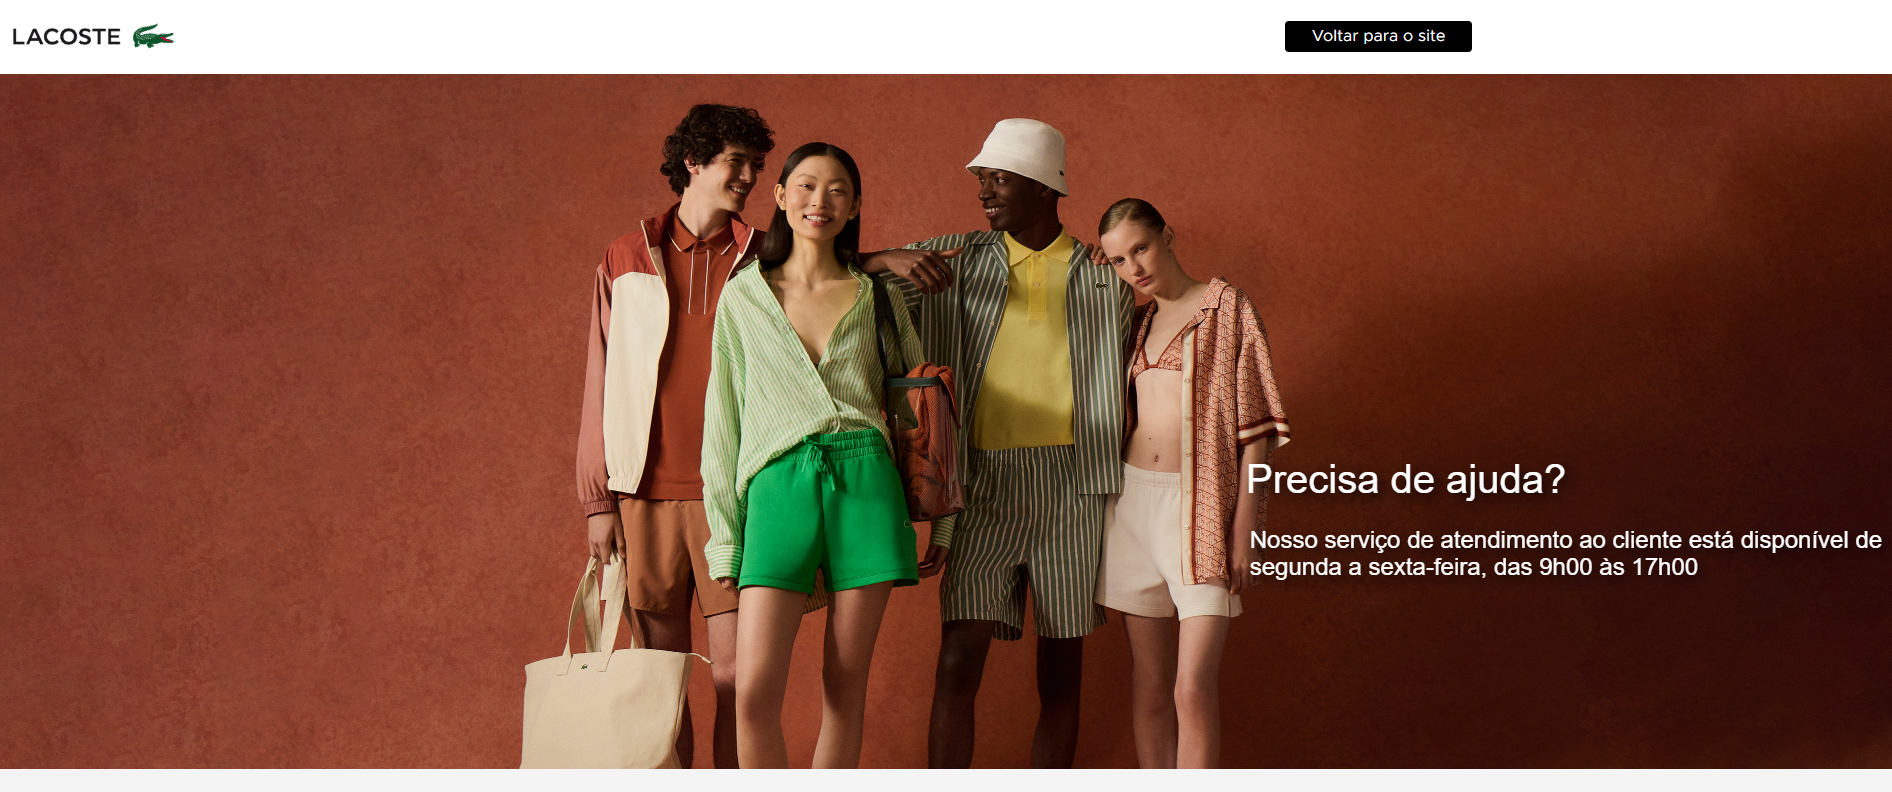 LACOSTE
Voltar para o site
Precisa de ajuda?
Nosso serviço de atendimento ao cliente está disponível de
segunda a sexta-feira, das 9h00 às 17h00